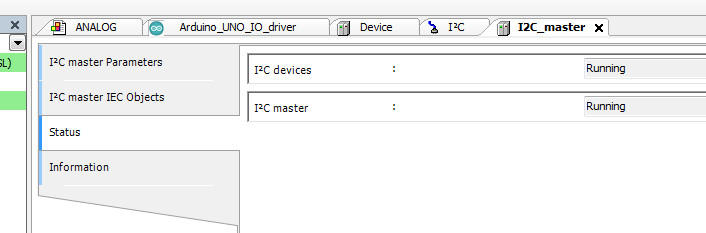 ANALOG Arduino_UNO_IO_driver Device I²C I2C_master
SL)
I²C master Parameters
I²C devices : Running
I²C master IEC Objects
I²C master : Running
Status
Information